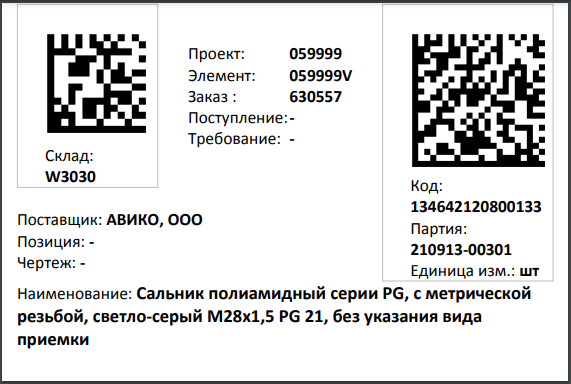 Проект: 059999
Элемент: 059999V
Заказ : 630557
Поступление:-
Требование: -
Склад:
W3030
Код:
134642120800133
Партия:
210913-00301
Единица изм.: шт
Поставщик: АВИКО, ООО
Позиция: -
Чертеж: -
Наименование: Сальник полиамидный серии PG, с метрической
резьбой, светло-серый М28х1,5 PG 21, без указания вида
приемки